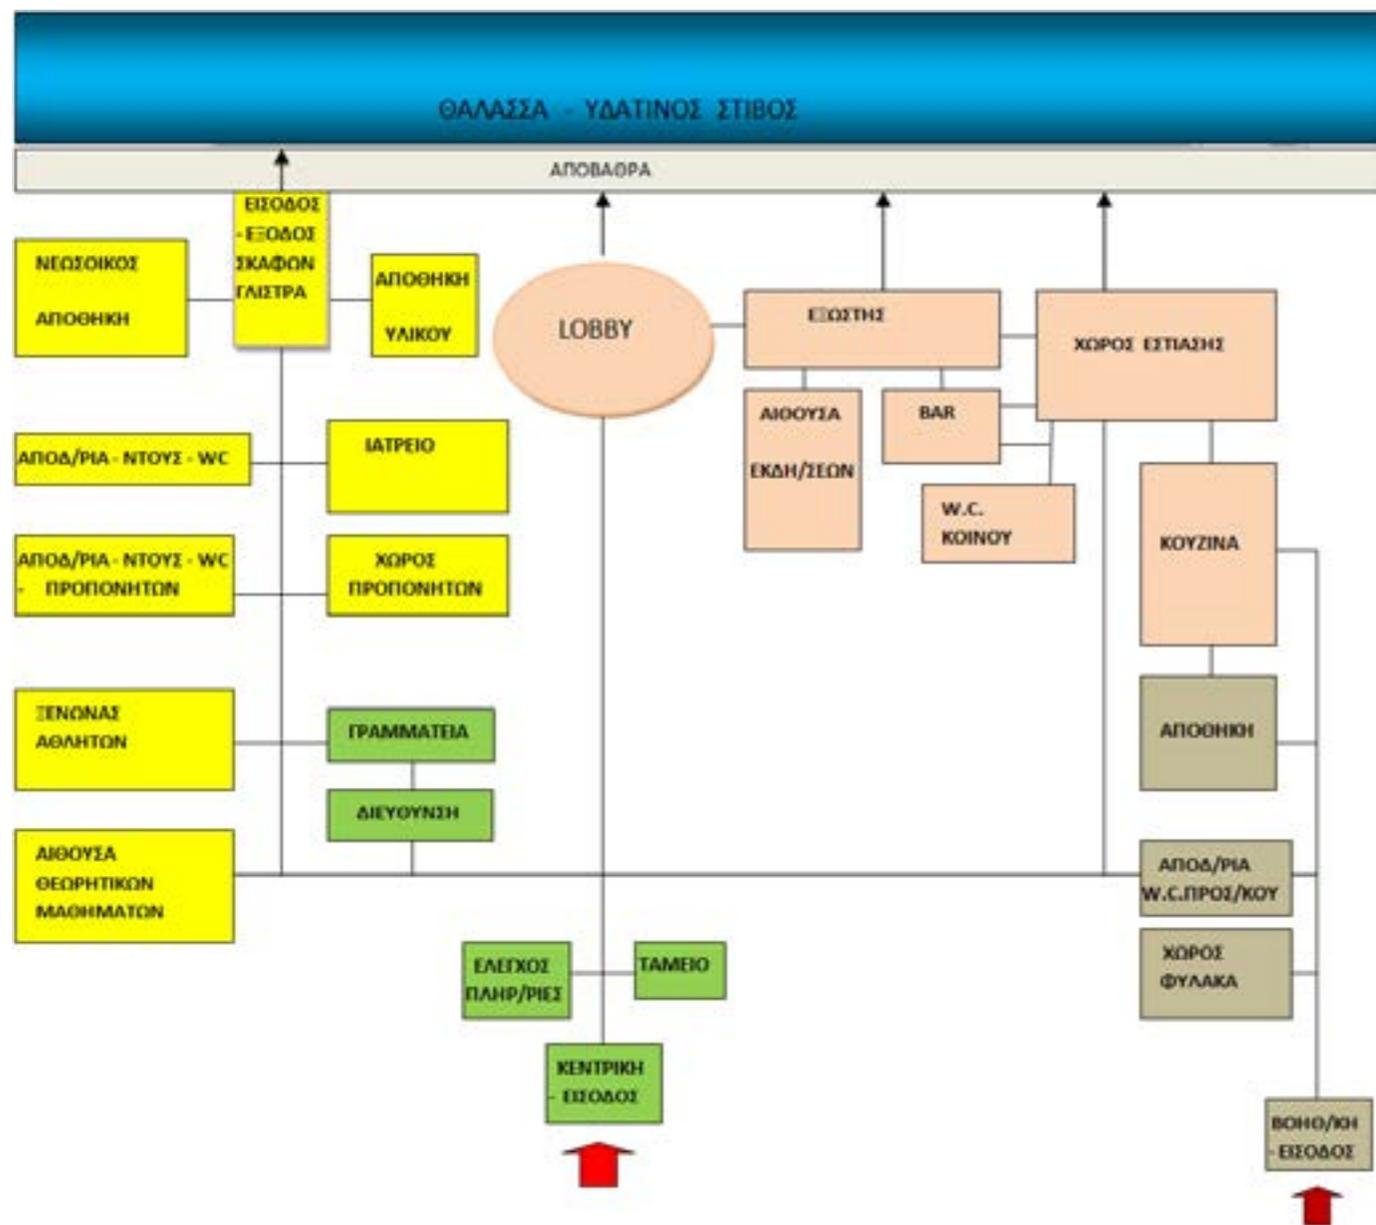 ΘΑΛΑΣΣΑ - ΥΔΑΤΙΝΟΣ ΣΤΙΒΟΣ
ΑΠΟΒΑΘΡΑ
ΕΙΣΟΔΟΣ
- ΕΞΟΔΟΣ
ΣΚΑΦΩΝ
ΓΛΙΣΤΡΑ
ΝΕΩΣΟΙΚΟΣ
ΑΠΟΘΗΚΗ
ΑΠΟΘΗΚΗ
ΥΛΙΚΟΥ
LOBBY
ΕΞΩΣΤΗΣ
ΧΩΡΟΣ ΕΣΤΙΑΣΗΣ
ΑΙΘΟΥΣΑ
ΕΚΔΗ/ΣΕΩΝ
BAR
W.C.
ΚΟΙΝΟΥ
ΚΟΥΖΙΝΑ
ΑΠΟΔ/ΡΙΑ - ΝΤΟΥΣ - WC
ΙΑΤΡΕΙΟ
ΑΠΟΔ/ΡΙΑ - ΝΤΟΥΣ - WC
- ΠΡΟΠΟΝΗΤΩΝ
ΧΩΡΟΣ
ΠΡΟΠΟΝΗΤΩΝ
ΞΕΝΩΝΑΣ
ΑΘΛΗΤΩΝ
ΓΡΑΜΜΑΤΕΙΑ
ΔΙΕΥΘΥΝΣΗ
ΑΠΟΘΗΚΗ
ΑΙΘΟΥΣΑ
ΘΕΩΡΗΤΙΚΩΝ
ΜΑΘΗΜΑΤΩΝ
ΑΠΟΔ/ΡΙΑ
W.C.ΠΡΟΣ/ΚΟΥ
ΕΛΕΓΧΟΣ
ΠΛΗΡ/ΡΙΕΣ
ΤΑΜΕΙΟ
ΧΩΡΟΣ
ΦΥΛΑΚΑ
ΚΕΝΤΡΙΚΗ
- ΕΙΣΟΔΟΣ
ΒΟΗΘ/ΚΗ
- ΕΙΣΟΔΟΣ